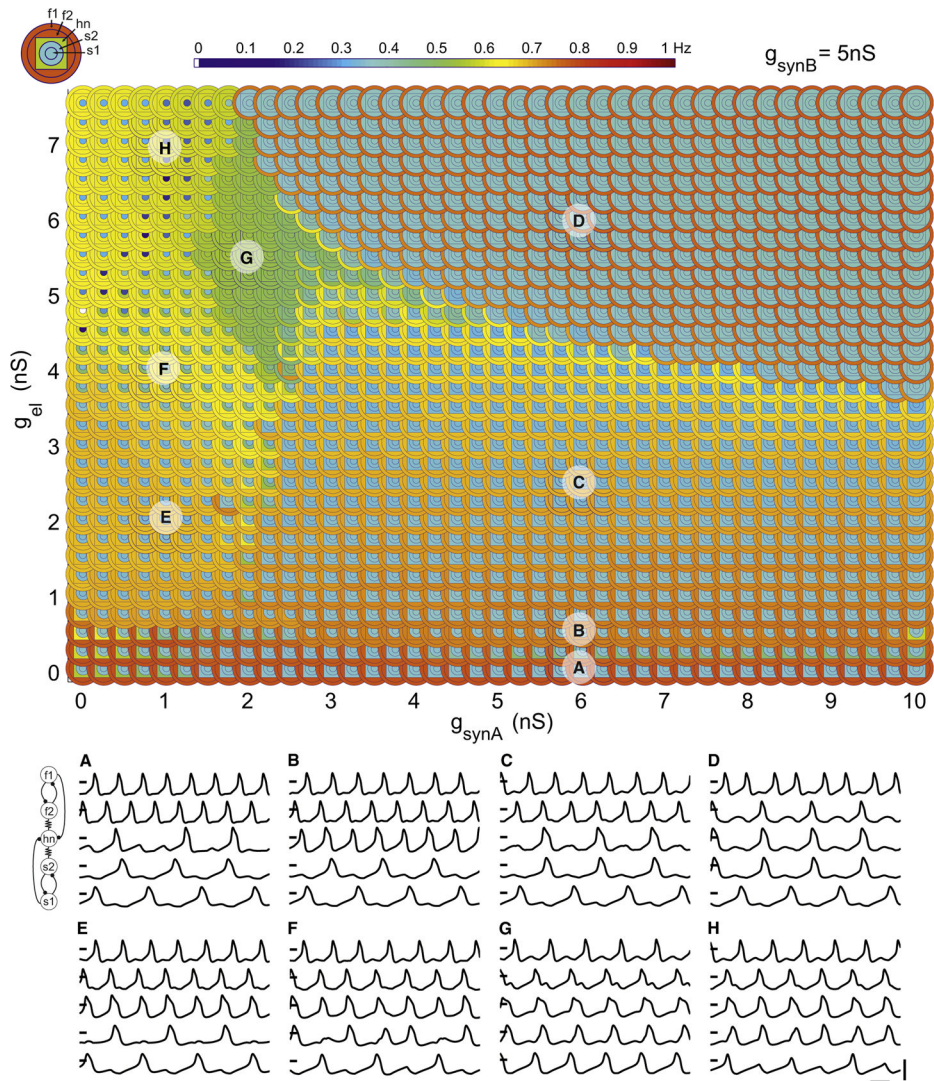 f1
f2
hn
s2
s1
0 0.1 0.2 0.3 0.4 0.5 0.6 0.7 0.8 0.9 1 Hz
gsynB= 5nS
7
H
D
6
G
5
F
4
gel (nS)
3
C
2
E
1
B
A
0
0 1 2 3 4 5 6 7 8 9 10
gsynA (nS)
A B C D
f1
f2
hn
s2
s1
E F G H